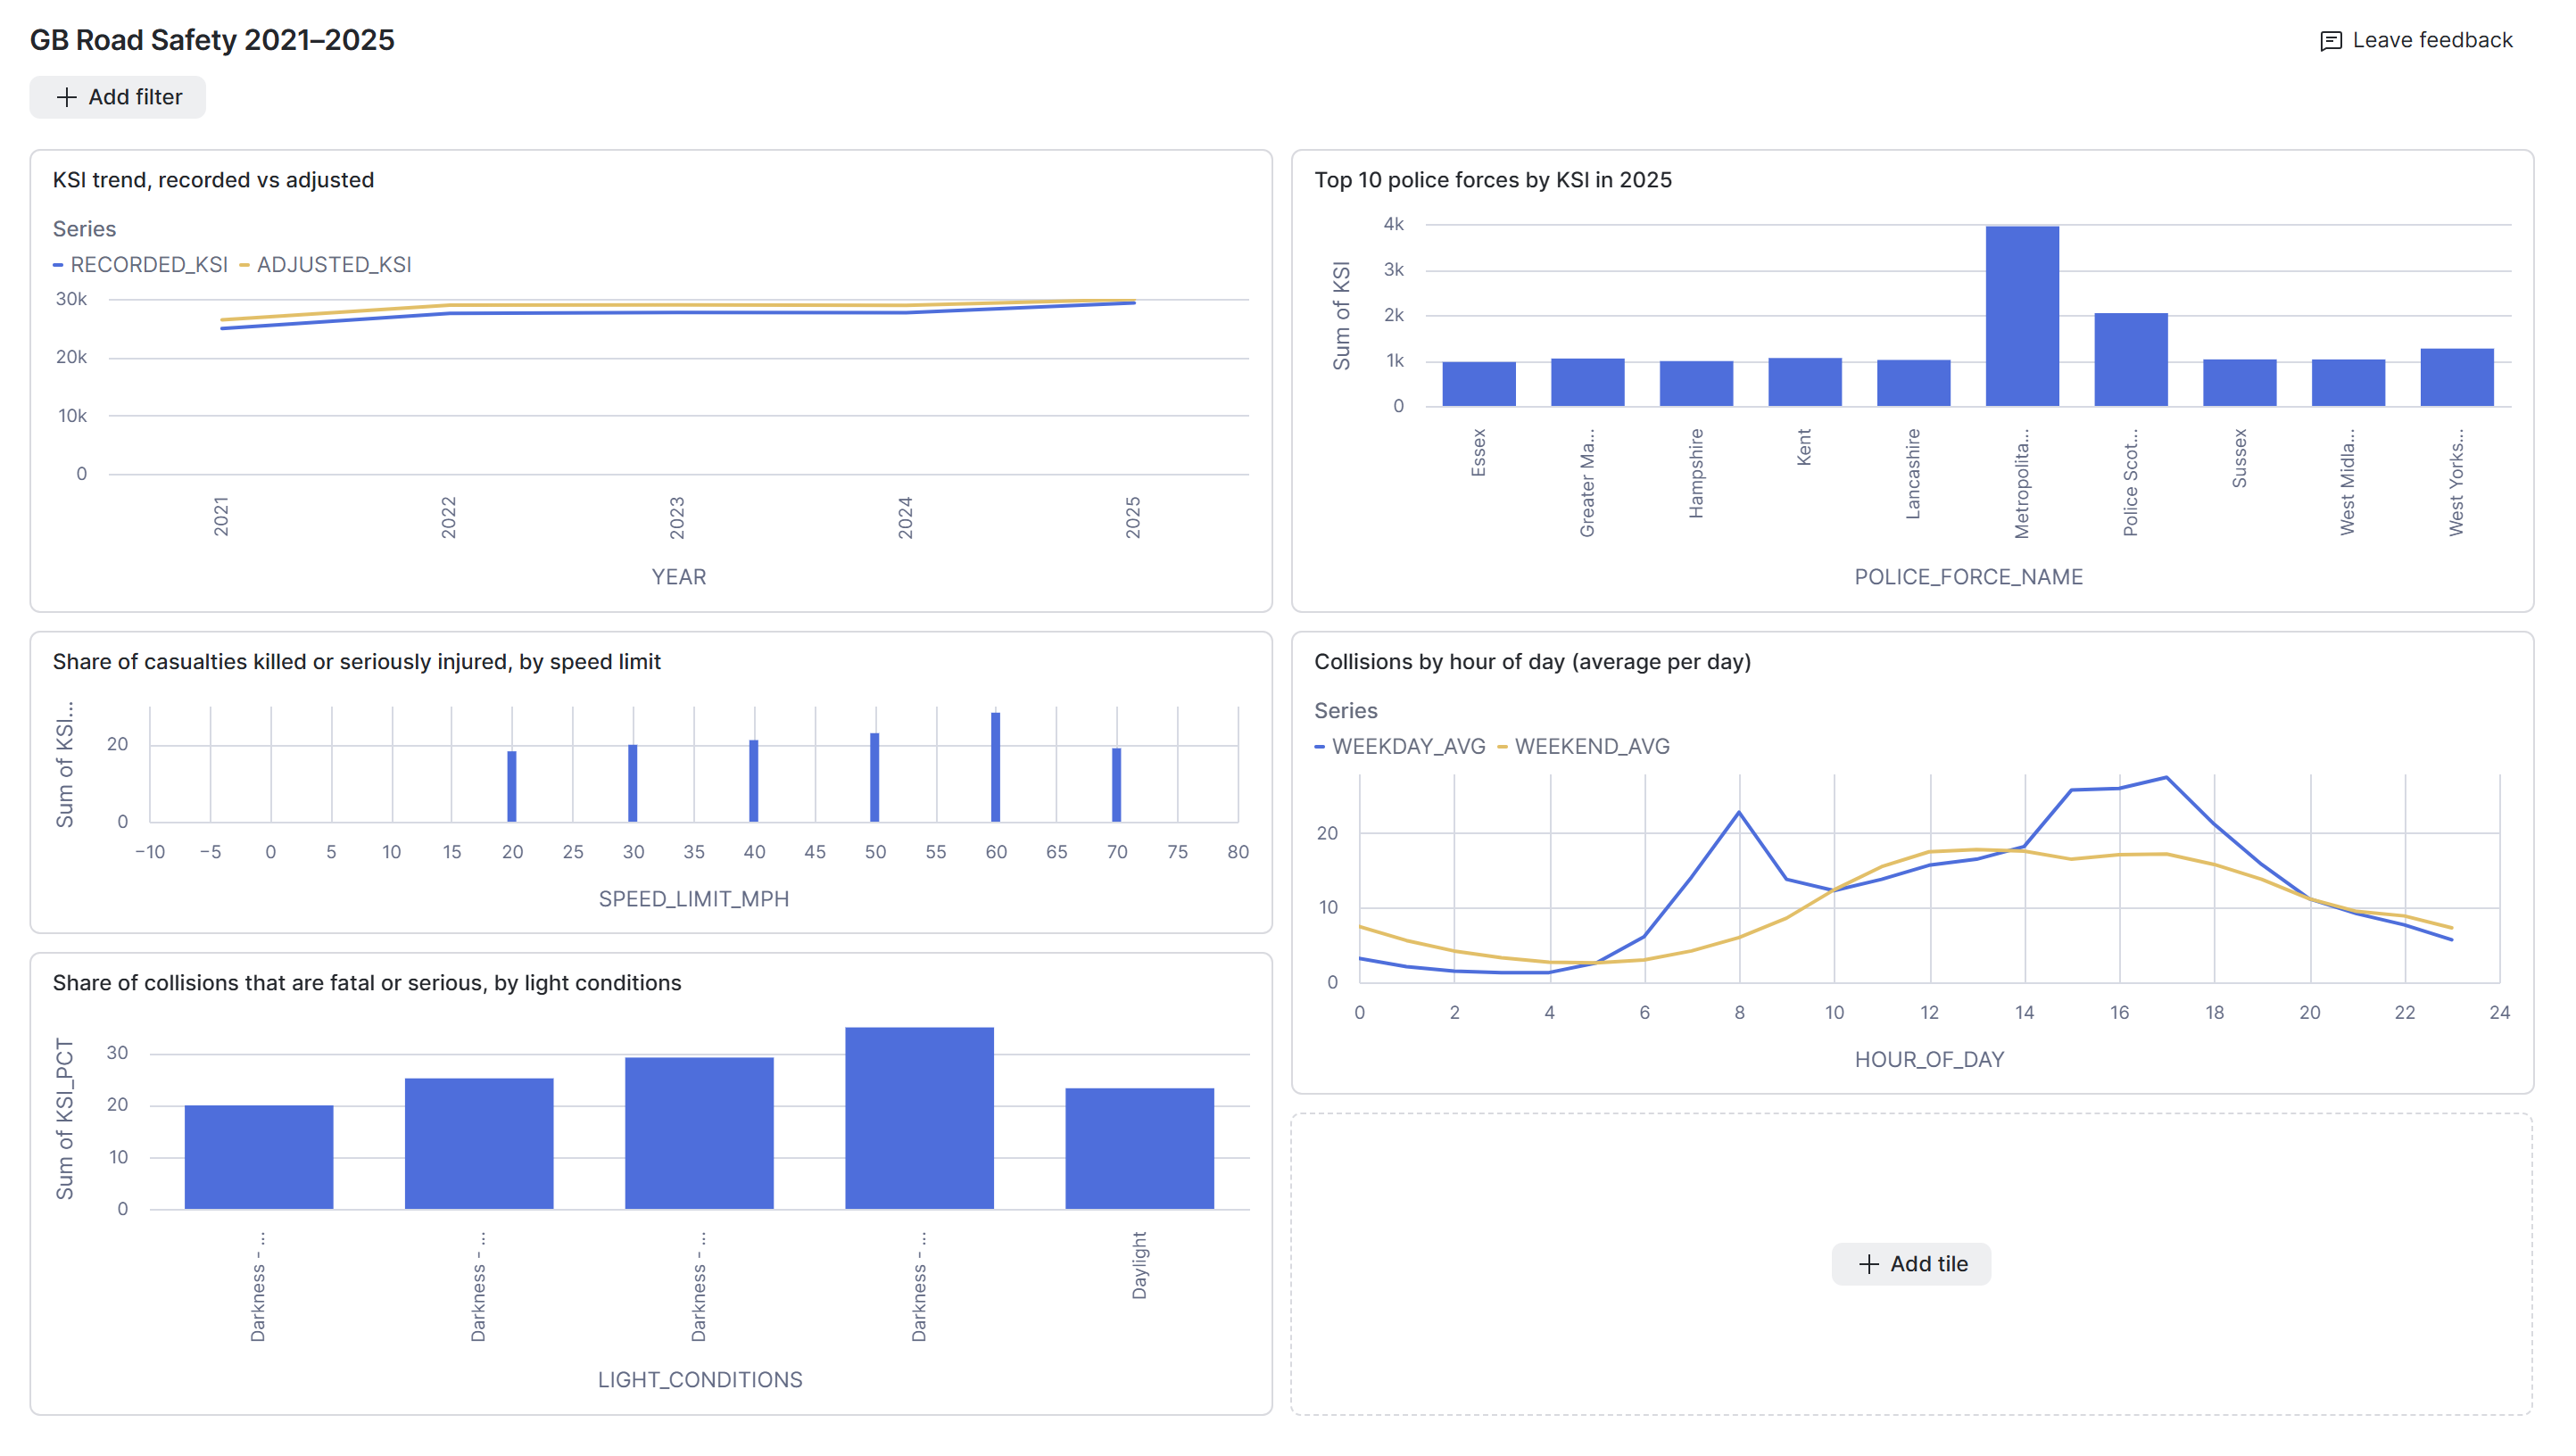 GB Road Safety 2021–2025
Leave feedback
Add filter
KSI trend, recorded vs adjusted
Series
RECORDED_KSI
ADJUSTED_KSI
30k
20k
10k
0
2021
2022
2023
2024
2025
YEAR
Top 10 police forces by KSI in 2025
Sum of KSI
4k
3k
2k
1k
0
Essex
Greater Ma...
Hampshire
Kent
Lancashire
Metropolita...
Police Scot...
Sussex
West Midla...
West Yorks...
POLICE_FORCE_NAME
Share of casualties killed or seriously injured, by speed limit
Sum of KSI...
20
0
−10
−5
0
5
10
15
20
25
30
35
40
45
50
55
60
65
70
75
80
SPEED_LIMIT_MPH
Collisions by hour of day (average per day)
Series
WEEKDAY_AVG
WEEKEND_AVG
20
10
0
0
2
4
6
8
10
12
14
16
18
20
22
24
HOUR_OF_DAY
Share of collisions that are fatal or serious, by light conditions
Sum of KSI_PCT
30
20
10
0
Darkness - ...
Darkness - ...
Darkness - ...
Darkness - ...
Daylight
LIGHT_CONDITIONS
Add tile